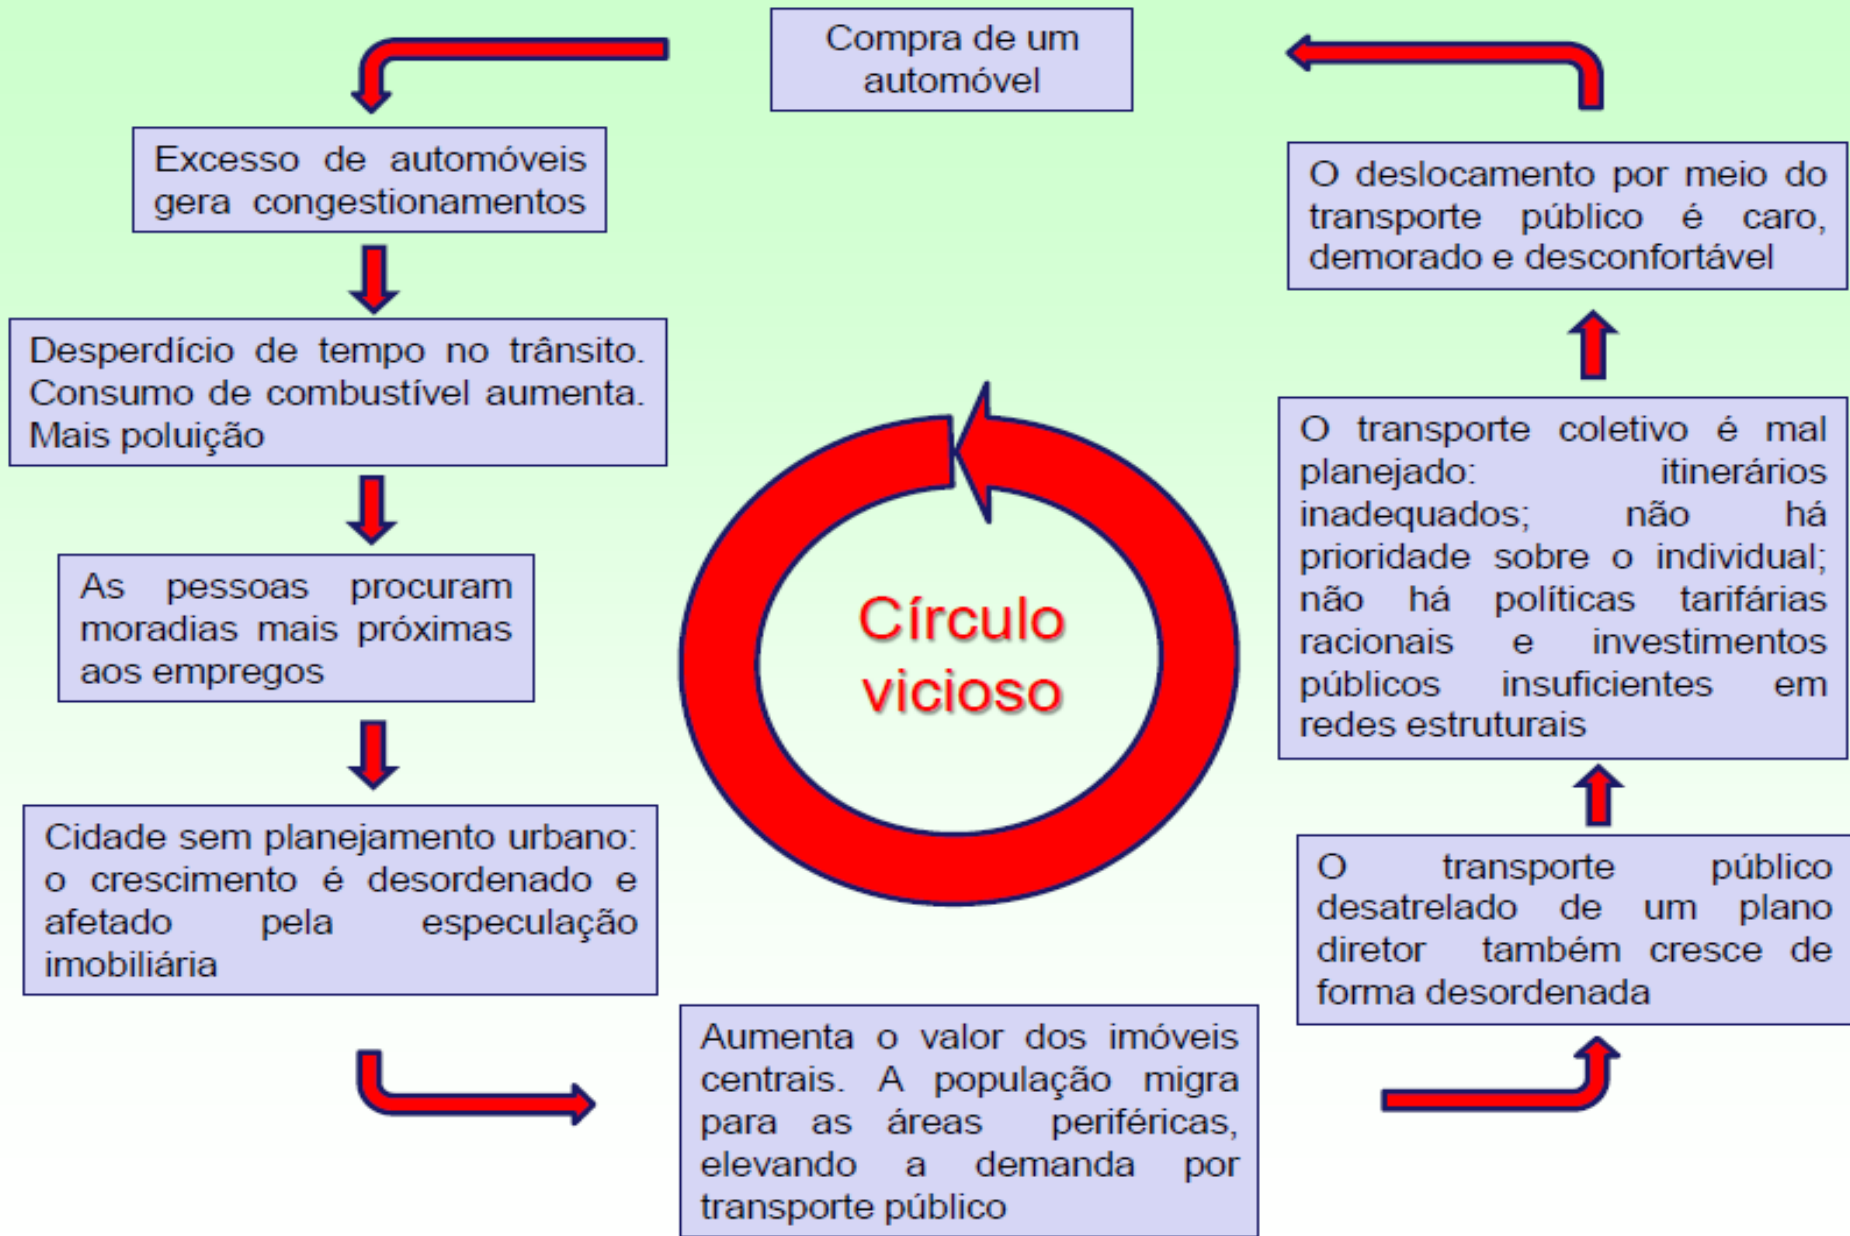 Compra de um
automóvel
Excesso de automóveis
gera congestionamentos
Desperdício de tempo no trânsito.
Consumo de combustível aumenta.
Mais poluição
As pessoas procuram
moradias mais próximas
aos empregos
Cidade sem planejamento urbano:
o crescimento é desordenado e
afetado pela especulação
imobiliária
Aumenta o valor dos imóveis
centrais. A população migra
para as áreas periféricas,
elevando a demanda por
transporte público
O transporte público
desatrelado de um plano
diretor também cresce de
forma desordenada
O transporte coletivo é mal
planejado: itinerários
inadequados; não há
prioridade sobre o individual;
não há políticas tarifárias
racionais e investimentos
públicos insuficientes em
redes estruturais
O deslocamento por meio do
transporte público é caro,
demorado e desconfortável
Círculo
vicioso